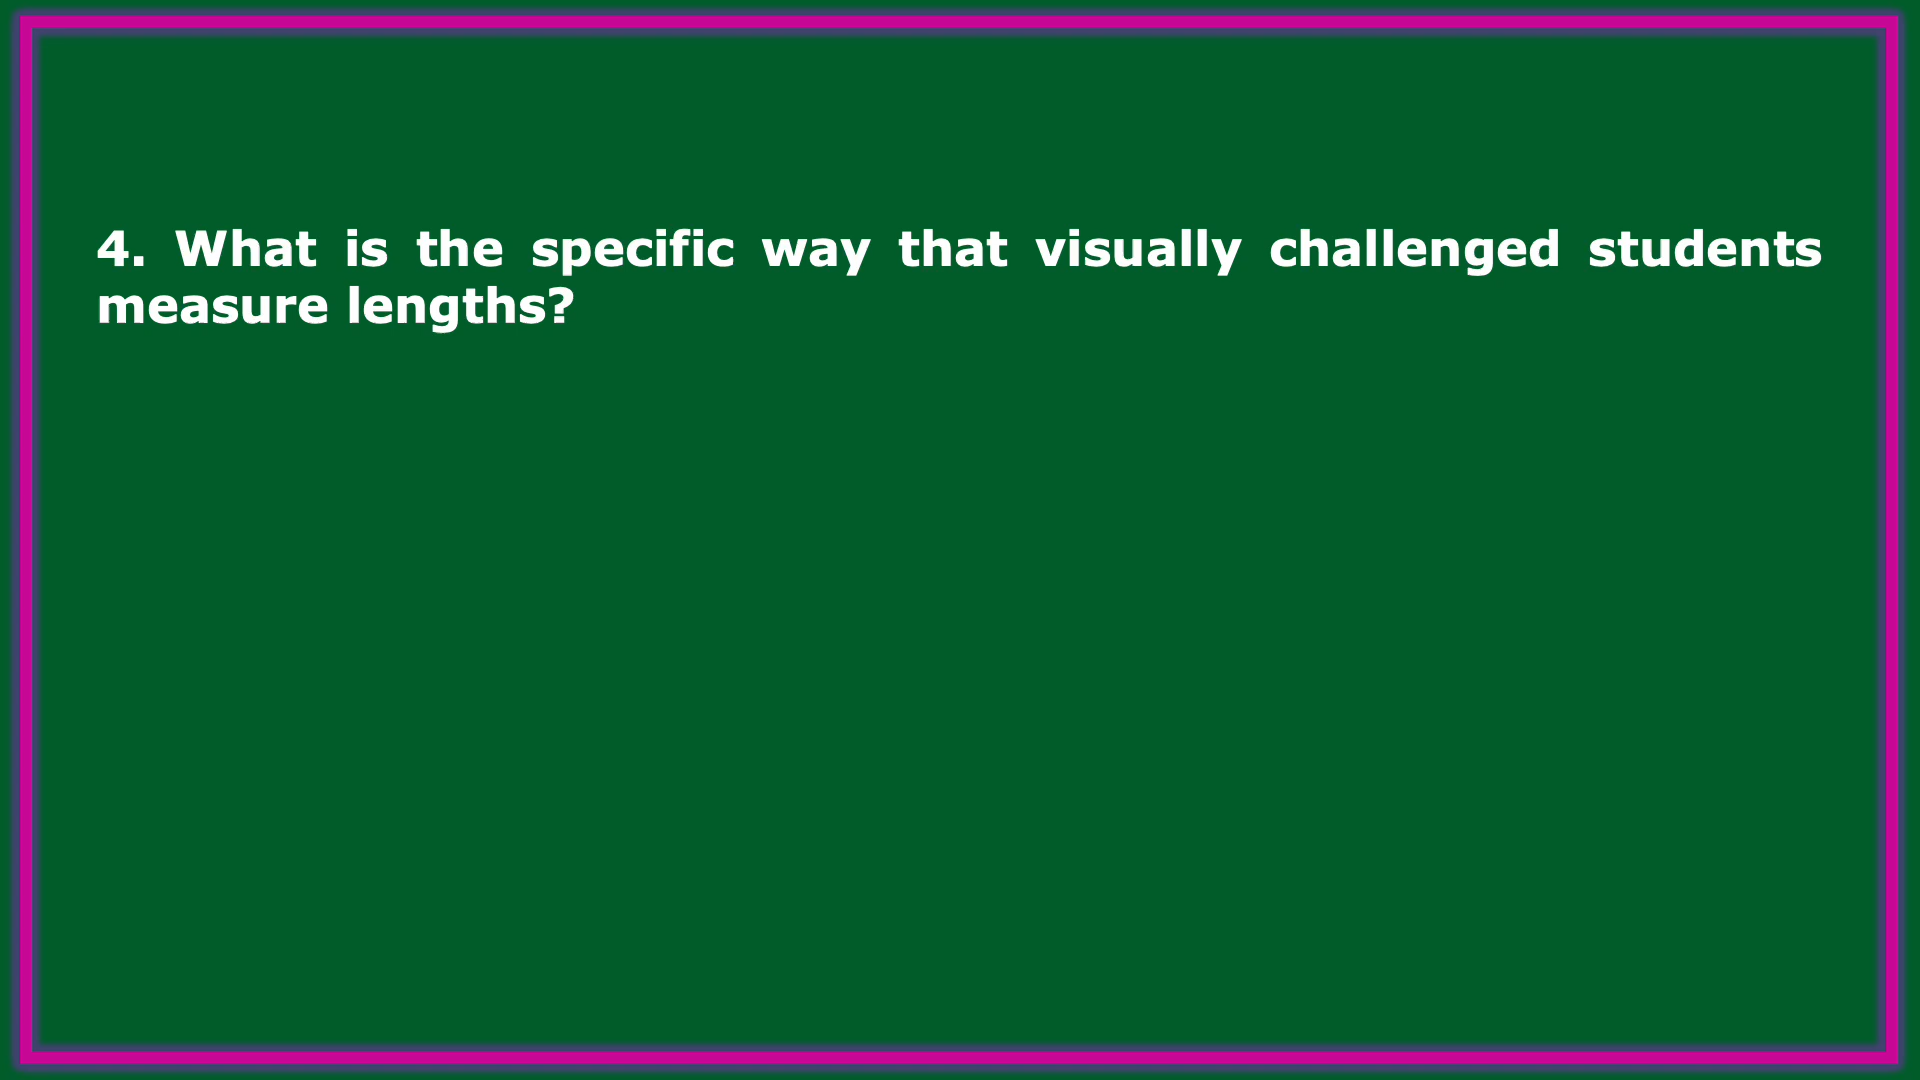 4. What is the specific way that visually challenged students
measure lengths?